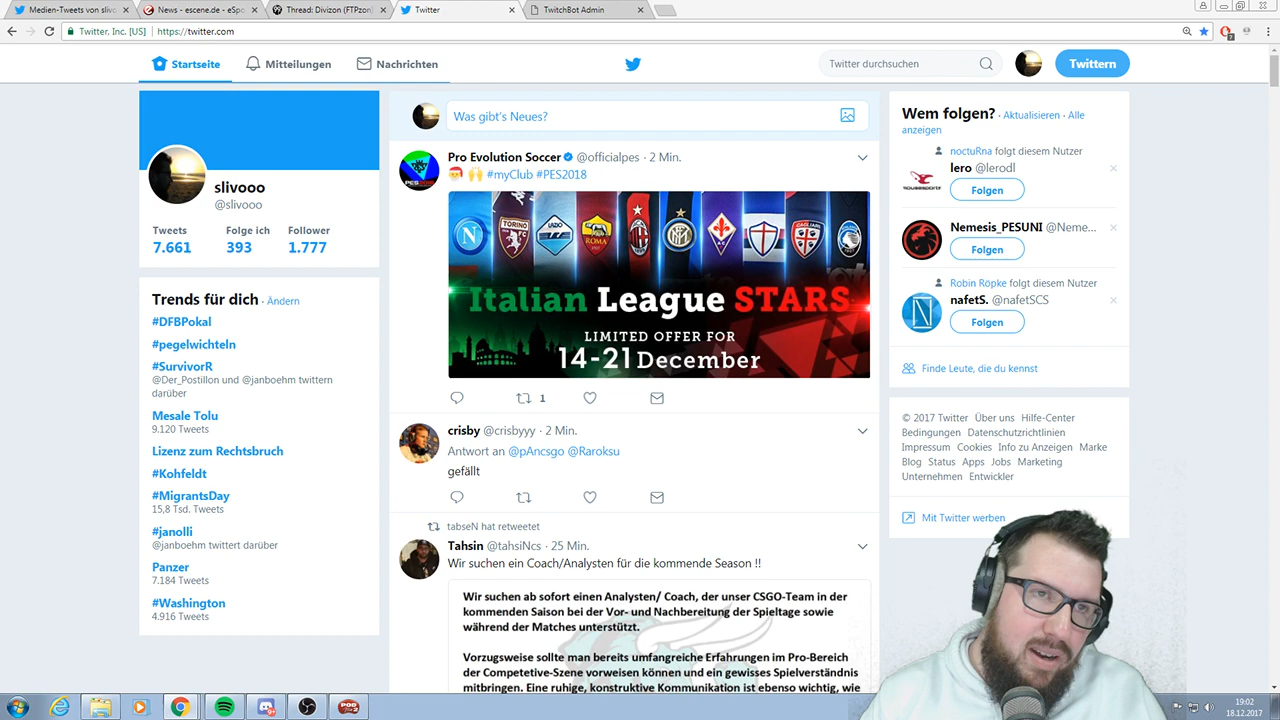 Medien-Tweets von slivo
News - escene.de - eSpo
Thread: Divizon (FTPzon)
Twitter
TwitchBot Admin
Twitter, Inc. [US] https://twitter.com
Startseite
Mitteilungen
Nachrichten
Twitter durchsuchen
Twittern
slivooo
@slivooo
Tweets Folge ich Follower
7.661 393 1.777
Trends für dich · Ändern
#DFBPokal
#pegelwichteln
#SurvivorR
@Der_Postillon und @janboehm twittern
darüber
Mesale Tolu
9.120 Tweets
Lizenz zum Rechtsbruch
#Kohfeldt
#MigrantsDay
15,8 Tsd. Tweets
#janolli
@janboehm twittert darüber
Panzer
7.184 Tweets
#Washington
4.916 Tweets
Was gibt's Neues?
Pro Evolution Soccer @officialpes · 2 Min.
#myClub #PES2018
TORINO
LAZIO
ROMA
Italian League STARS
LIMITED OFFER FOR
14-21 December
1
crisby @crisbyyy · 2 Min.
Antwort an @pAncsgo @Raroksu
gefällt
tabseN hat retweetet
Tahsin @tahsiNcs · 25 Min.
Wir suchen ein Coach/Analysten für die kommende Season !!
Wir suchen ab sofort einen Analysten/ Coach, der unser CSGO-Team in der
kommenden Saison bei der Vor- und Nachbereitung der Spieltage sowie
während der Matches unterstützt.
Vorzugsweise sollte man bereits umfangreiche Erfahrungen im Pro-Bereich
der Competetive-Szene vorweisen können und ein gewisses Spielverständnis
mitbringen. Eine ruhige, konstruktive Kommunikation ist ebenso wichtig, wie
Wem folgen? · Aktualisieren · Alle
anzeigen
noctuRna folgt diesem Nutzer
lero @lerodl
Folgen
Nemesis_PESUNI @Neme...
Folgen
Robin Röpke folgt diesem Nutzer
nafetS. @nafetSCS
Folgen
Finde Leute, die du kennst
© 2017 Twitter Über uns Hilfe-Center
Bedingungen Datenschutzrichtlinien
Impressum Cookies Info zu Anzeigen Marke
Blog Status Apps Jobs Marketing
Unternehmen Entwickler
Mit Twitter werben
19:02
18.12.2017